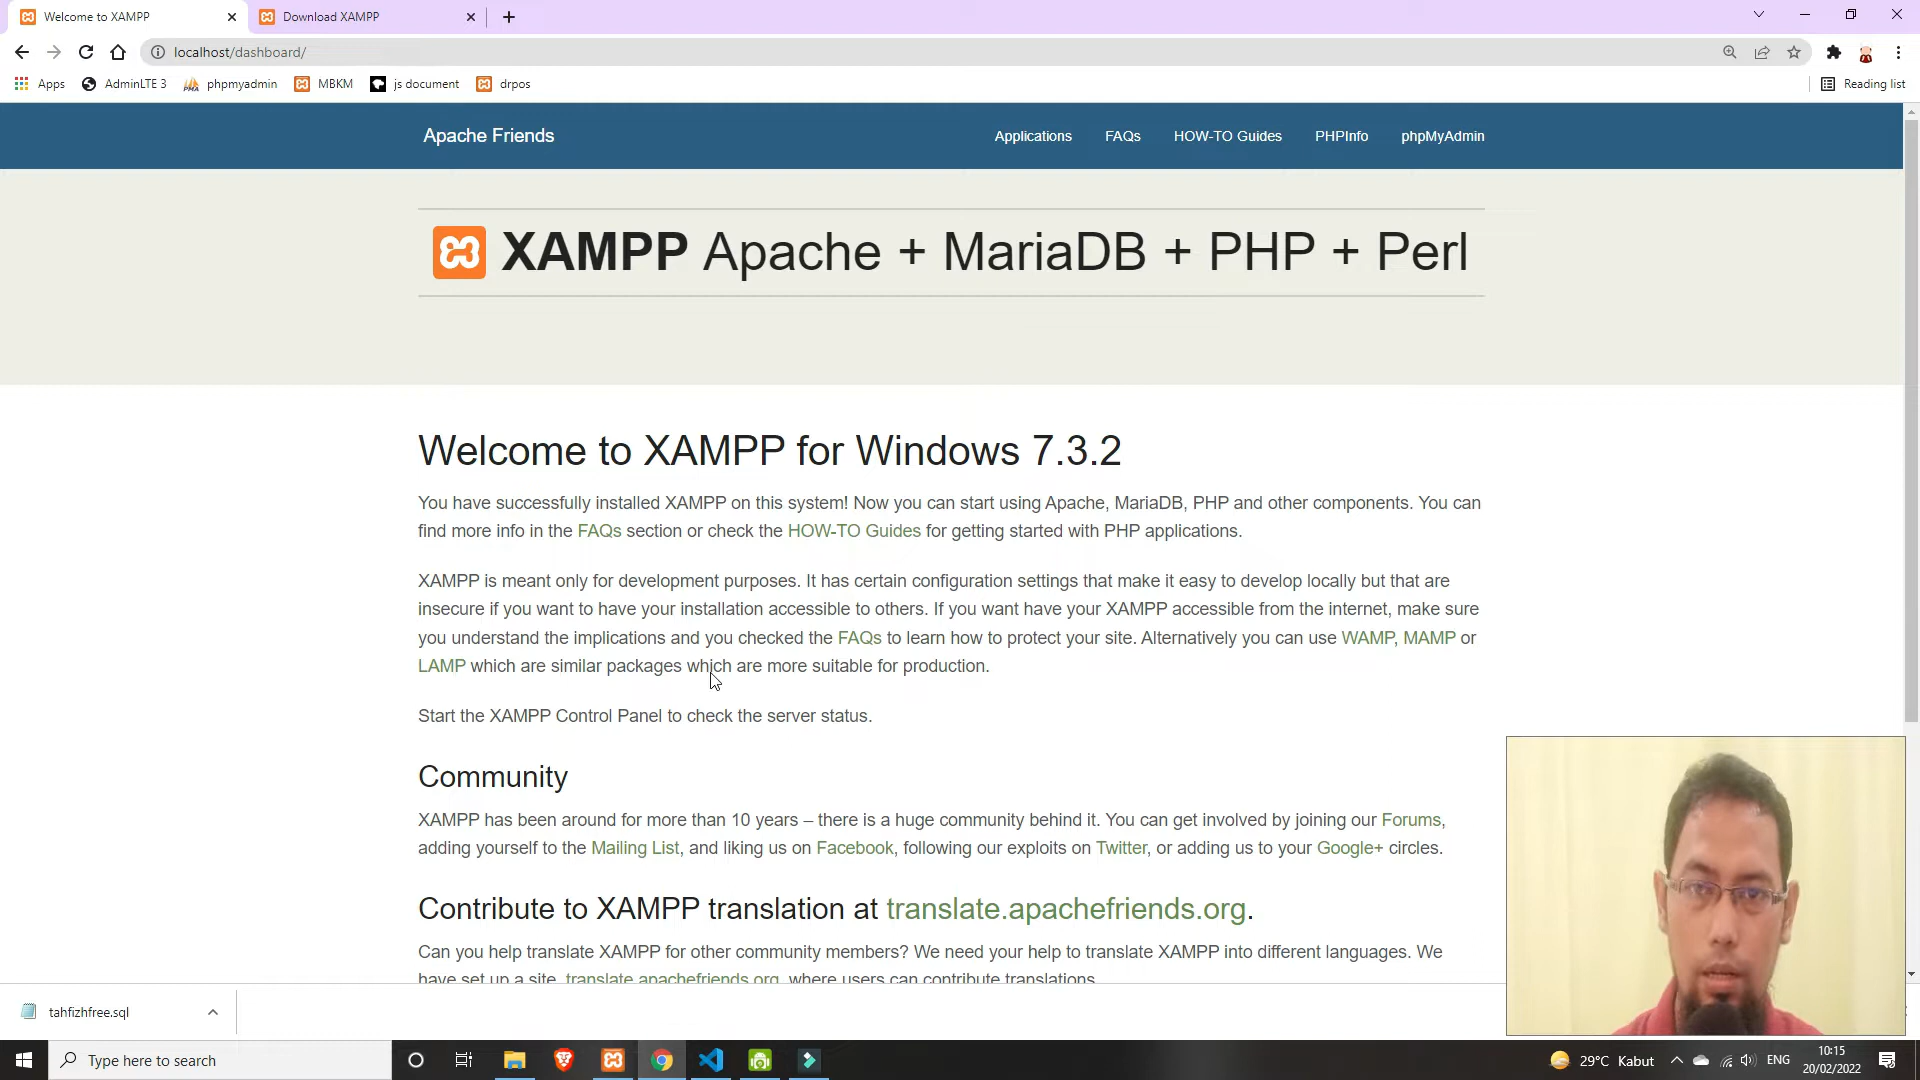 Welcome to XAMPP
Download XAMPP
localhost/dashboard/
Apps AdminLTE 3 phpmyadmin MBKM js document drpos Reading list
Apache Friends Applications FAQs HOW-TO Guides PHPInfo phpMyAdmin
XAMPP Apache + MariaDB + PHP + Perl
Welcome to XAMPP for Windows 7.3.2
You have successfully installed XAMPP on this system! Now you can start using Apache, MariaDB, PHP and other components. You can
find more info in the FAQs section or check the HOW-TO Guides for getting started with PHP applications.
XAMPP is meant only for development purposes. It has certain configuration settings that make it easy to develop locally but that are
insecure if you want to have your installation accessible to others. If you want have your XAMPP accessible from the internet, make sure
you understand the implications and you checked the FAQs to learn how to protect your site. Alternatively you can use WAMP, MAMP or
LAMP which are similar packages which are more suitable for production.
Start the XAMPP Control Panel to check the server status.
Community
XAMPP has been around for more than 10 years – there is a huge community behind it. You can get involved by joining our Forums,
adding yourself to the Mailing List, and liking us on Facebook, following our exploits on Twitter, or adding us to your Google+ circles.
Contribute to XAMPP translation at translate.apachefriends.org.
Can you help translate XAMPP for other community members? We need your help to translate XAMPP into different languages. We
have set up a site, translate.apachefriends.org, where users can contribute translations.
tahfizhfree.sql
Type here to search
29°C Kabut
ENG
10:15
20/02/2022